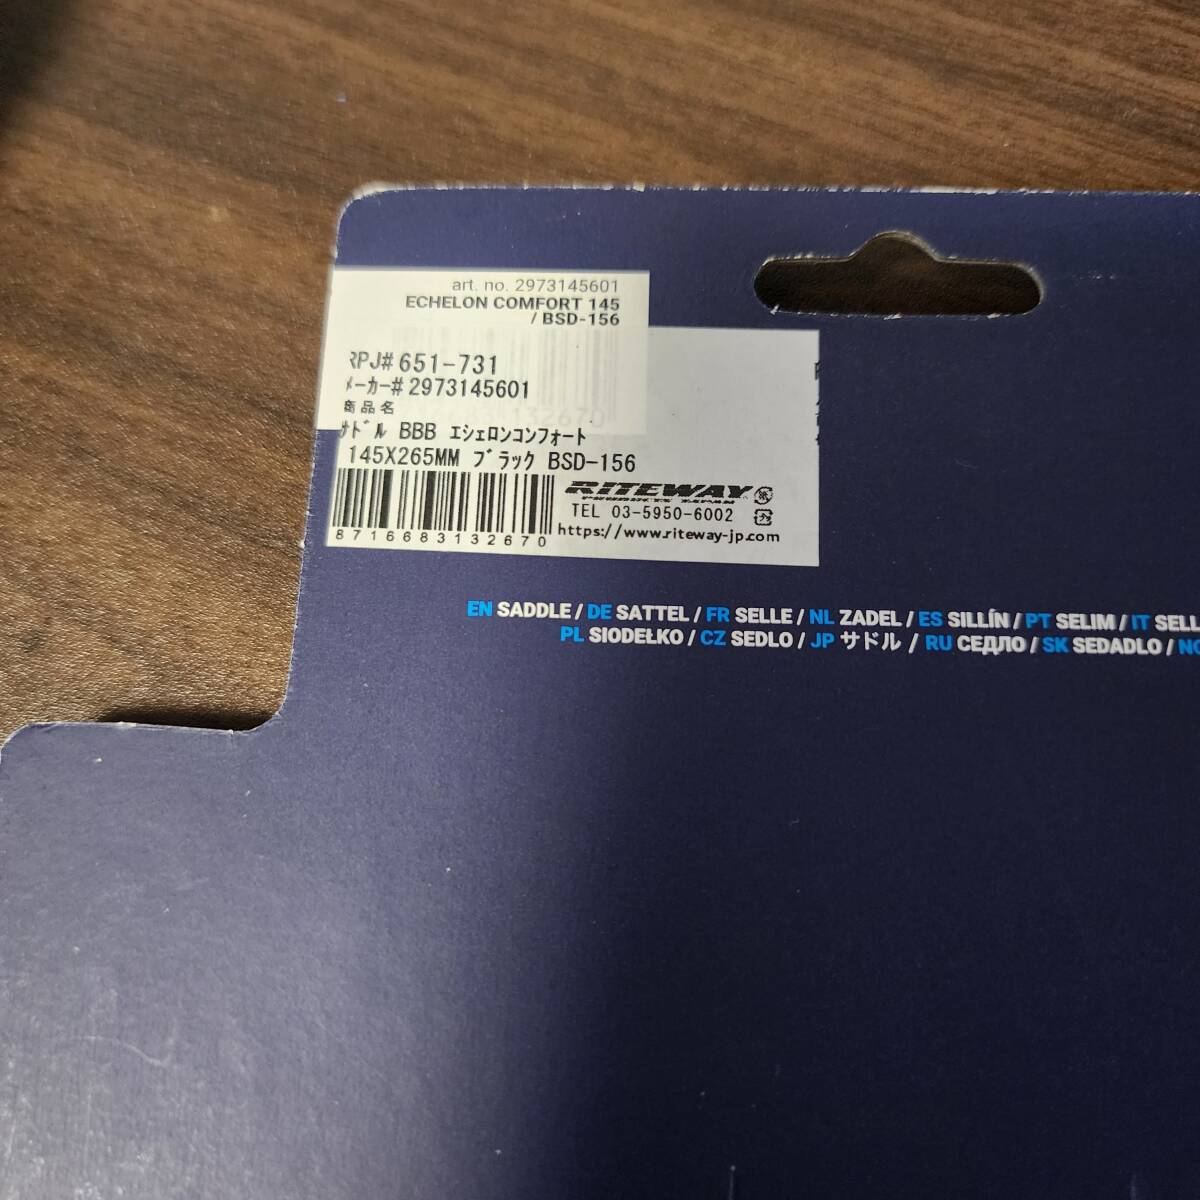 art. no. 2973145601
ECHELON COMFORT 145
/ BSD-156
RPJ# 651-731
メーカー# 2973145601
商品名
サドル BBB エシェロンコンフォート
145X265MM ブラック BSD-156
RITEWAY
PRODUCTS JAPAN
TEL 03-5950-6002
https://www.riteway-jp.com
8716683132670
EN SADDLE / DE SATTEL / FR SELLE / NL ZADEL / ES SILLÍN / PT SELIM / IT SELL
PL SIODEŁKO / CZ SEDLO / JP サドル / RU СЕДЛО / SK SEDADLO / NO